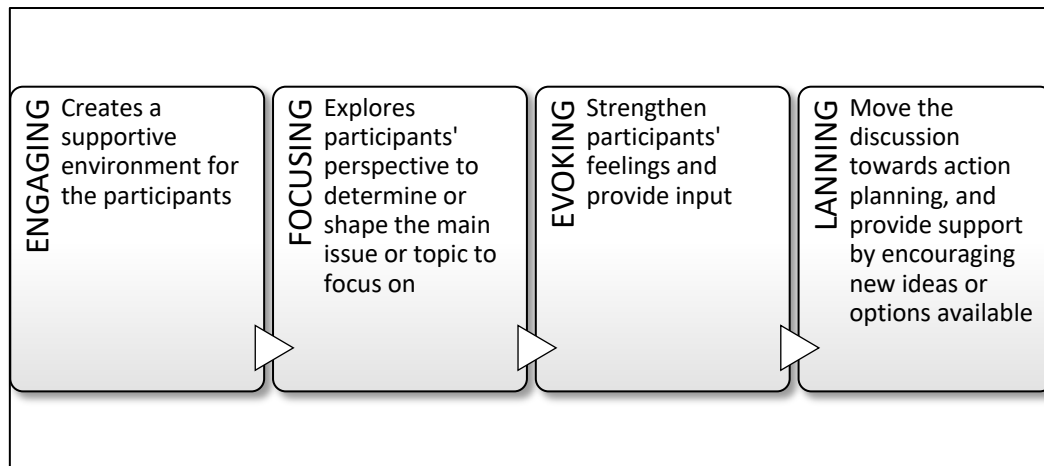 ENGAGING
Creates a
supportive
environment for
the participants
FOCUSING
Explores
participants'
perspective to
determine or
shape the main
issue or topic to
focus on
EVOKING
Strengthen
participants'
feelings and
provide input
LANNING
Move the
discussion
towards action
planning, and
provide support
by encouraging
new ideas or
options available